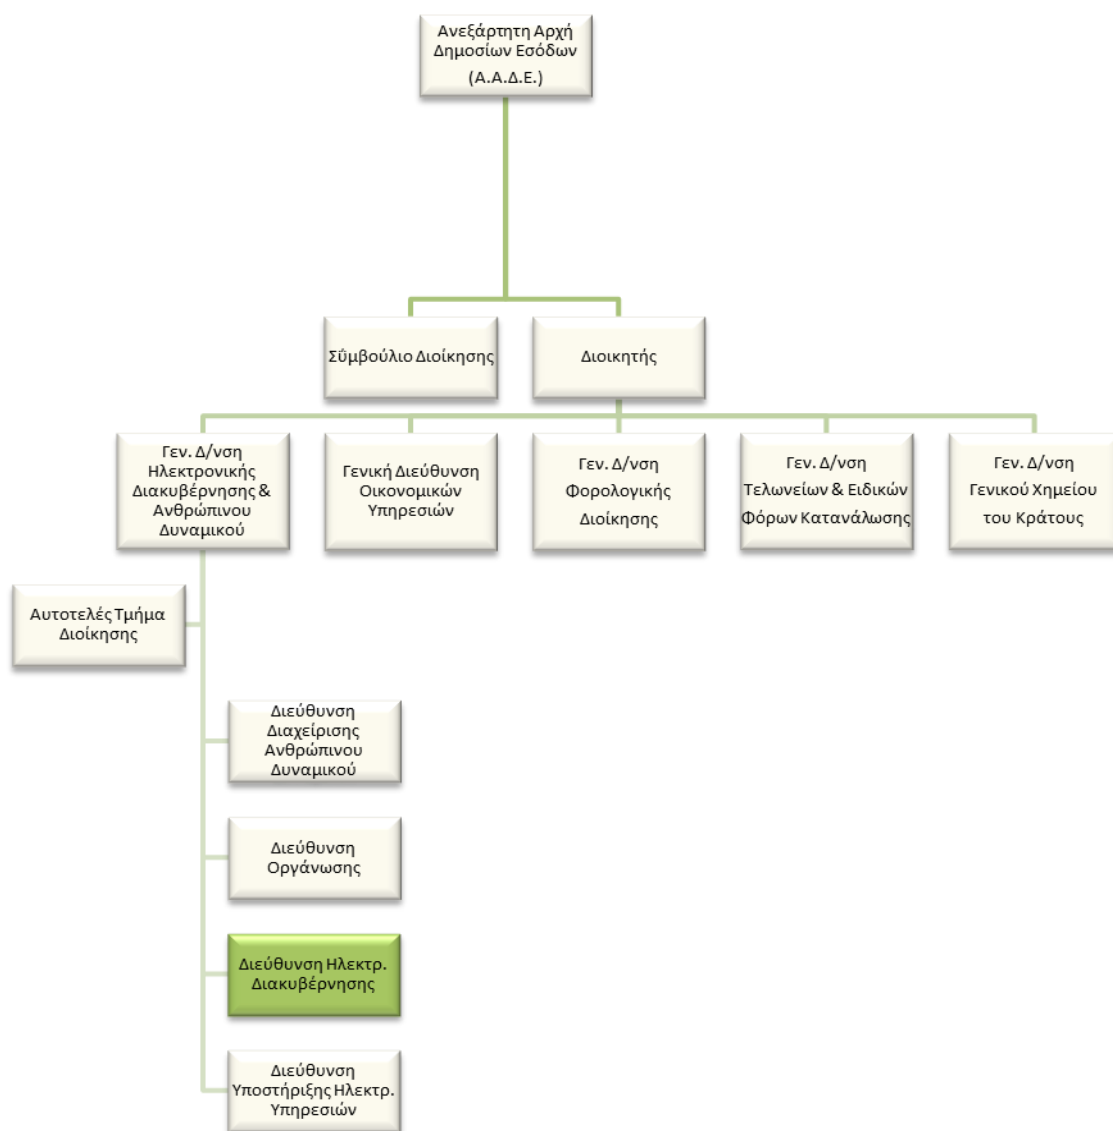 Ανεξάρτητη Αρχή
Δημοσίων Εσόδων
(Α.Α.Δ.Ε.)
Σΰμβούλιο Διοίκησης
Διοικητής
Γεν. Δ/νση
Ηλεκτρονικής
Διακυβέρνησης &
Ανθρώπινου
Δυναμικού
Γενική Διεύθυνση
Οικονομικών
Υπηρεσιών
Γεν. Δ/νση
Φορολογικής
Διοίκησης
Γεν. Δ/νση
Τελωνείων & Ειδικών
Φόρων Κατανάλωσης
Γεν. Δ/νση
Γενικού Χημείου
του Κράτους
Αυτοτελές Τμήμα
Διοίκησης
Διεύθυνση
Διαχείρισης
Ανθρώπινου
Δυναμικού
Διεύθυνση
Οργάνωσης
Διεύθυνση Ηλεκτρ.
Διακυβέρνησης
Διεύθυνση
Υποστήριξης Ηλεκτρ.
Υπηρεσιών